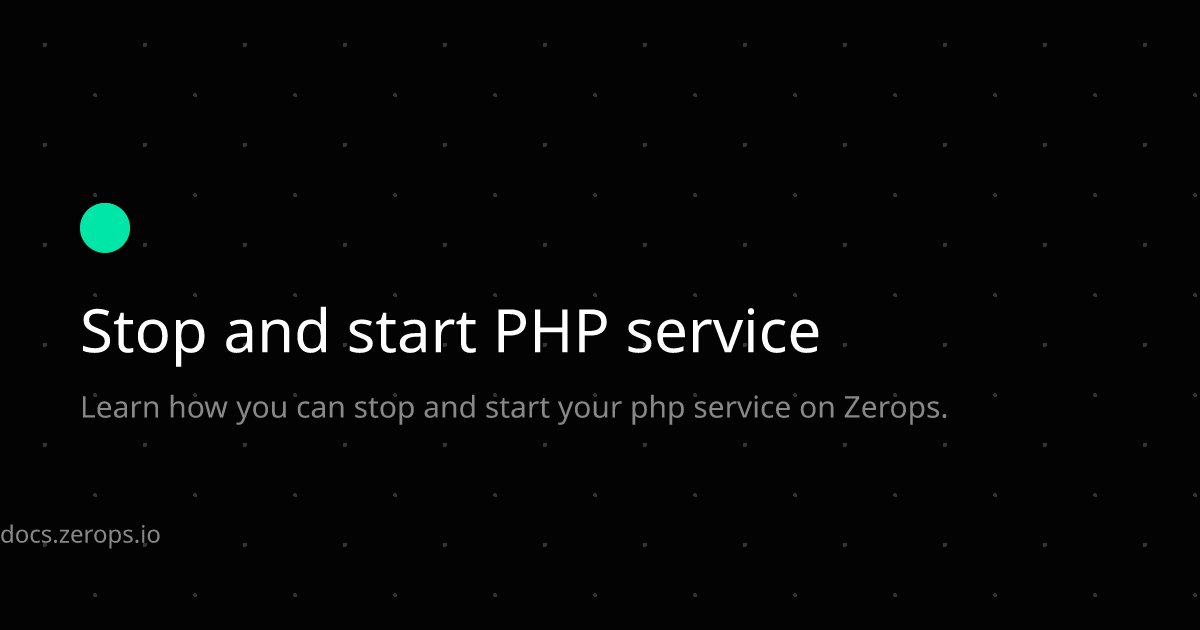 Stop and start PHP service
Learn how you can stop and start your php service on Zerops.
docs.zerops.io